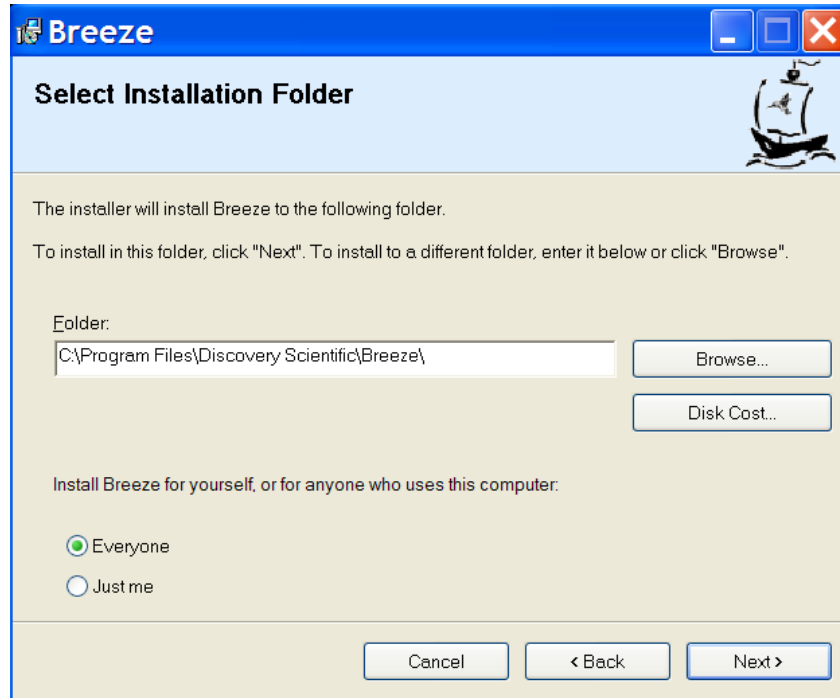 Breeze
Select Installation Folder
The installer will install Breeze to the following folder.
To install in this folder, click "Next". To install to a different folder, enter it below or click "Browse".
Folder:
C:\Program Files\Discovery Scientific\Breeze\
Browse...
Disk Cost...
Install Breeze for yourself, or for anyone who uses this computer:
Everyone
Just me
Cancel
< Back
Next >